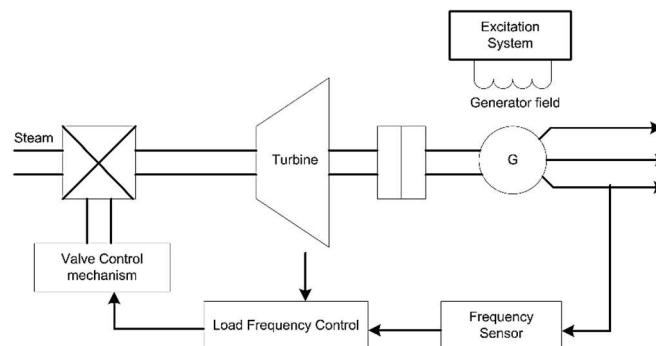 Excitation
System
Generator field
Steam
Turbine
G
Valve Control
mechanism
Load Frequency Control
Frequency
Sensor